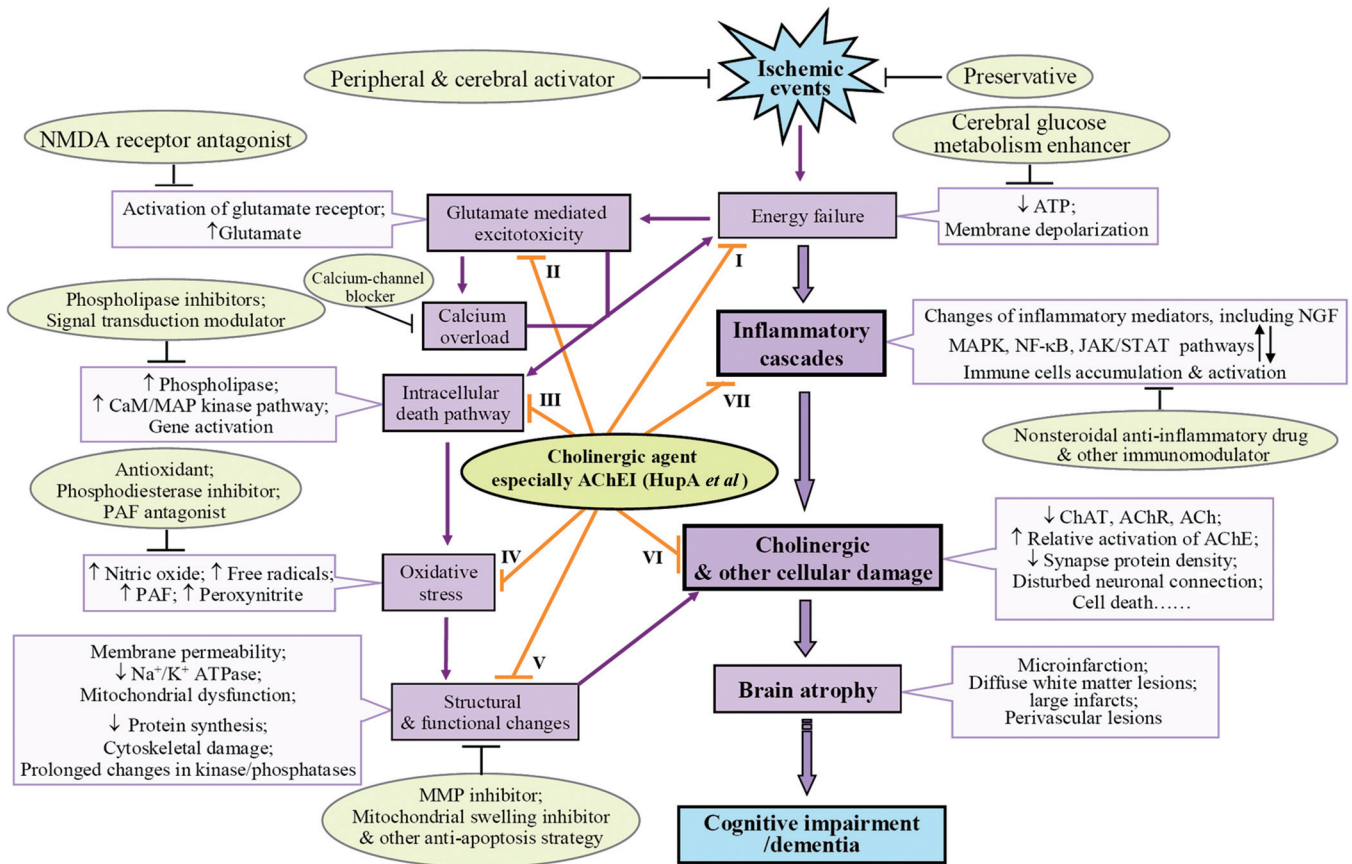 Peripheral & cerebral activator
Ischemic
events
Preservative
NMDA receptor antagonist
Cerebral glucose
metabolism enhancer
Activation of glutamate receptor;
↑Glutamate
Glutamate mediated
excitotoxicity
Energy failure
↓ ATP;
Membrane depolarization
I
II
Calcium-channel
blocker
Phospholipase inhibitors;
Signal transduction modulator
Calcium
overload
Inflammatory
cascades
Changes of inflammatory mediators, including NGF
MAPK, NF-κB, JAK/STAT pathways ↑↓
Immune cells accumulation & activation
↑ Phospholipase;
↑ CaM/MAP kinase pathway;
Gene activation
Intracellular
death pathway
III
VII
Nonsteroidal anti-inflammatory drug
& other immunomodulator
Antioxidant;
Phosphodiesterase inhibitor;
PAF antagonist
Cholinergic agent
especially AChEI (HupA et al)
↑ Nitric oxide; ↑ Free radicals;
↑ PAF; ↑ Peroxynitrite
Oxidative
stress
IV
VI
Cholinergic
& other cellular damage
↓ ChAT, AChR, ACh;
↑ Relative activation of AChE;
↓ Synapse protein density;
Disturbed neuronal connection;
Cell death……
Membrane permeability;
↓ Na⁺/K⁺ ATPase;
Mitochondrial dysfunction;
↓ Protein synthesis;
Cytoskeletal damage;
Prolonged changes in kinase/phosphatases
V
Structural
& functional changes
Brain atrophy
Microinfarction;
Diffuse white matter lesions;
large infarcts;
Perivascular lesions
MMP inhibitor;
Mitochondrial swelling inhibitor
& other anti-apoptosis strategy
Cognitive impairment
/dementia